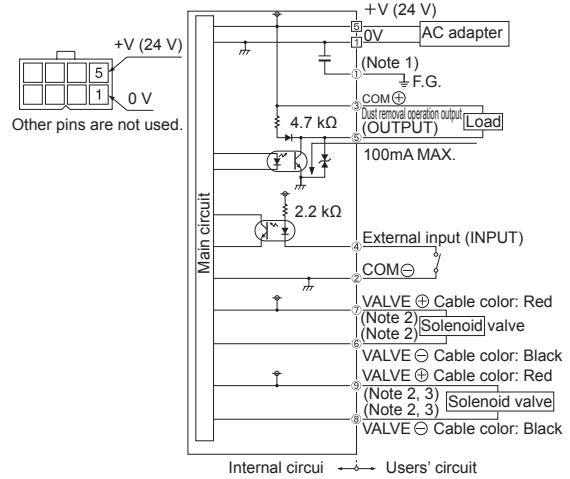 +V (24 V)
5
1
0 V
Other pins are not used.
Main circuit
5
+V (24 V)
1
0V
AC adapter
(Note 1)
①
F.G.
③
COM⊕
Dust removal operation output
(OUTPUT)
⑤
Load
4.7 kΩ
100mA MAX.
2.2 kΩ
④
External input (INPUT)
②
COM⊖
VALVE ⊕ Cable color: Red
⑦
(Note 2)
(Note 2)
Solenoid valve
⑥
VALVE ⊖ Cable color: Black
VALVE ⊕ Cable color: Red
⑨
(Note 2, 3)
(Note 2, 3)
Solenoid valve
⑧
VALVE ⊖ Cable color: Black
Internal circui
Users' circuit